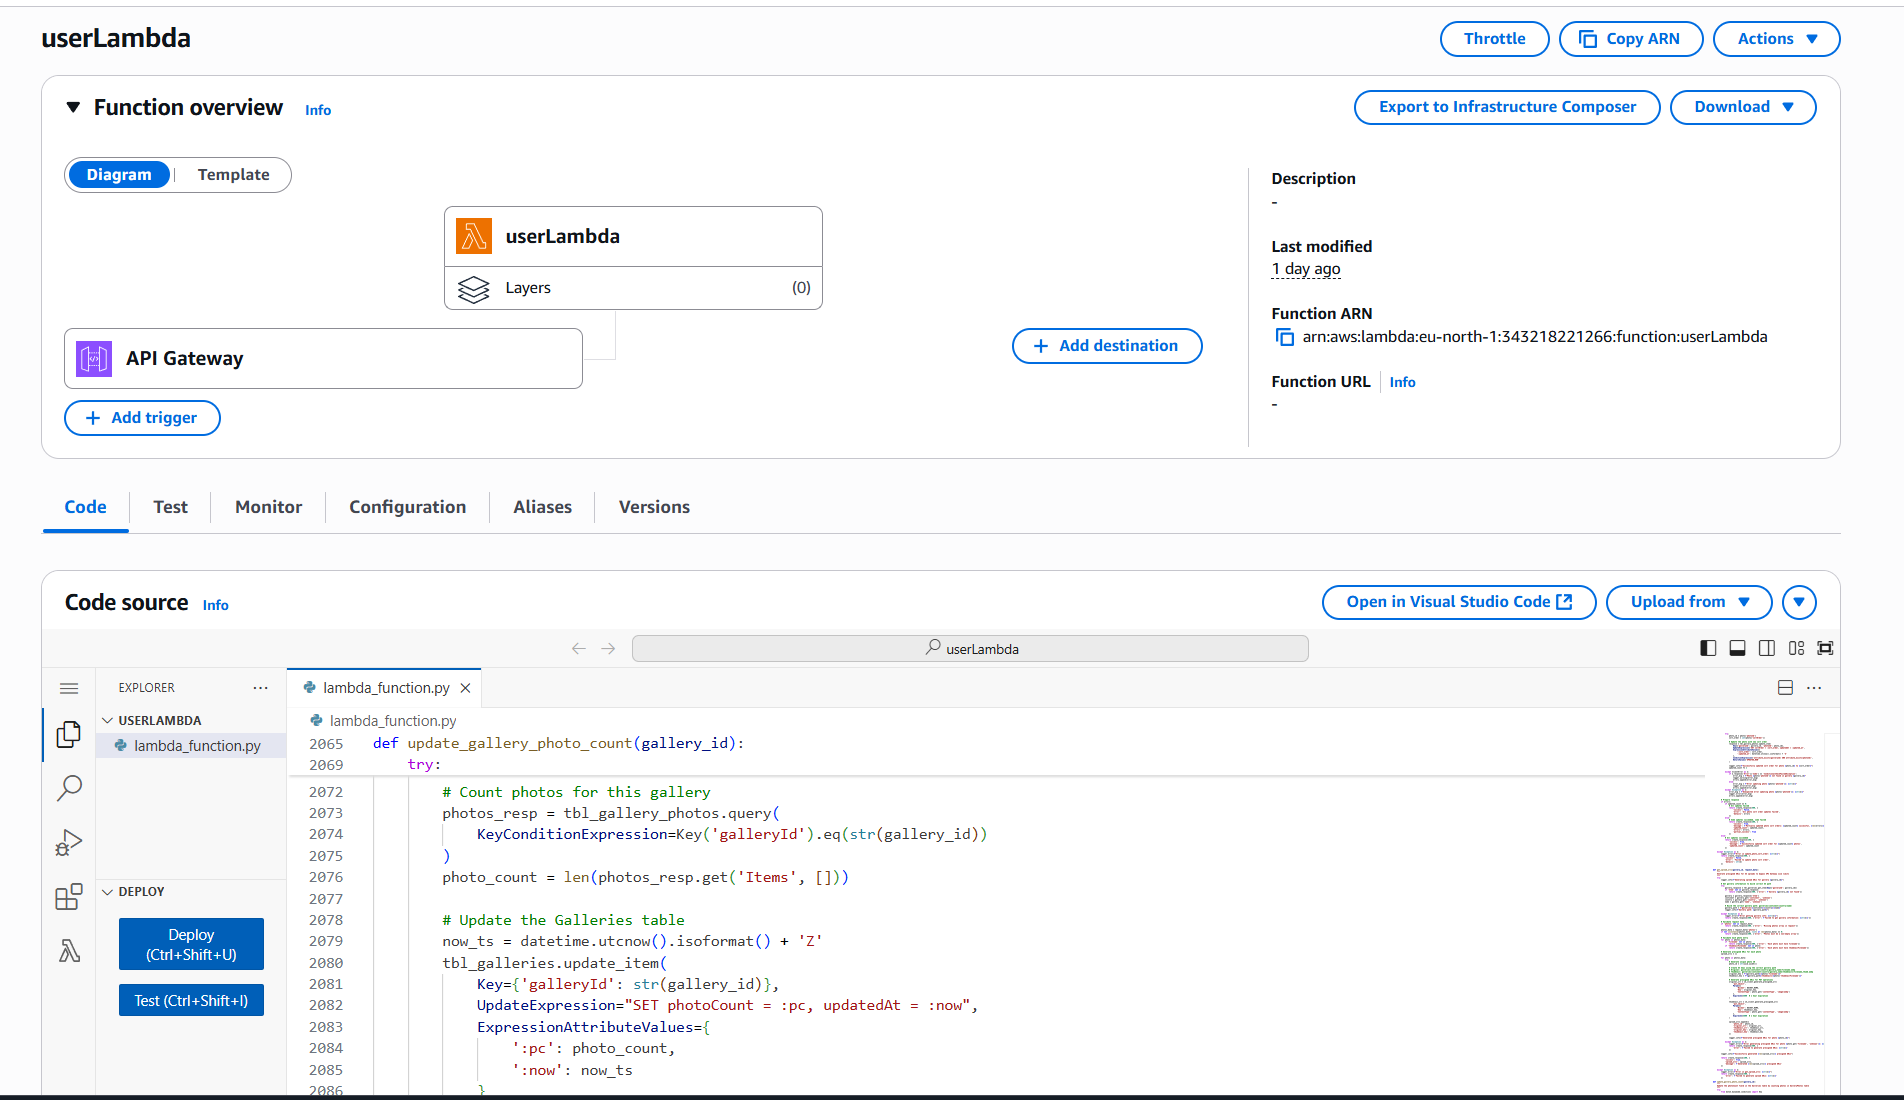 userLambda
Throttle
Copy ARN
Actions
Function overview
Info
Export to Infrastructure Composer
Download
Diagram
Template
userLambda
Layers
(0)
API Gateway
Add trigger
Add destination
Description
-
Last modified
1 day ago
Function ARN
arn:aws:lambda:eu-north-1:343218221266:function:userLambda
Function URL
Info
-
Code
Test
Monitor
Configuration
Aliases
Versions
Code source
Info
Open in Visual Studio Code
Upload from
userLambda
EXPLORER
USERLAMBDA
lambda_function.py
DEPLOY
Deploy
(Ctrl+Shift+U)
Test (Ctrl+Shift+I)
lambda_function.py
lambda_function.py
2065 def update_gallery_photo_count(gallery_id):
2069 try:
2072 # Count photos for this gallery
2073 photos_resp = tbl_gallery_photos.query(
2074 KeyConditionExpression=Key('galleryId').eq(str(gallery_id))
2075 )
2076 photo_count = len(photos_resp.get('Items', []))
2077
2078 # Update the Galleries table
2079 now_ts = datetime.utcnow().isoformat() + 'Z'
2080 tbl_galleries.update_item(
2081 Key={'galleryId': str(gallery_id)},
2082 UpdateExpression="SET photoCount = :pc, updatedAt = :now",
2083 ExpressionAttributeValues={
2084 ':pc': photo_count,
2085 ':now': now_ts
2086 }